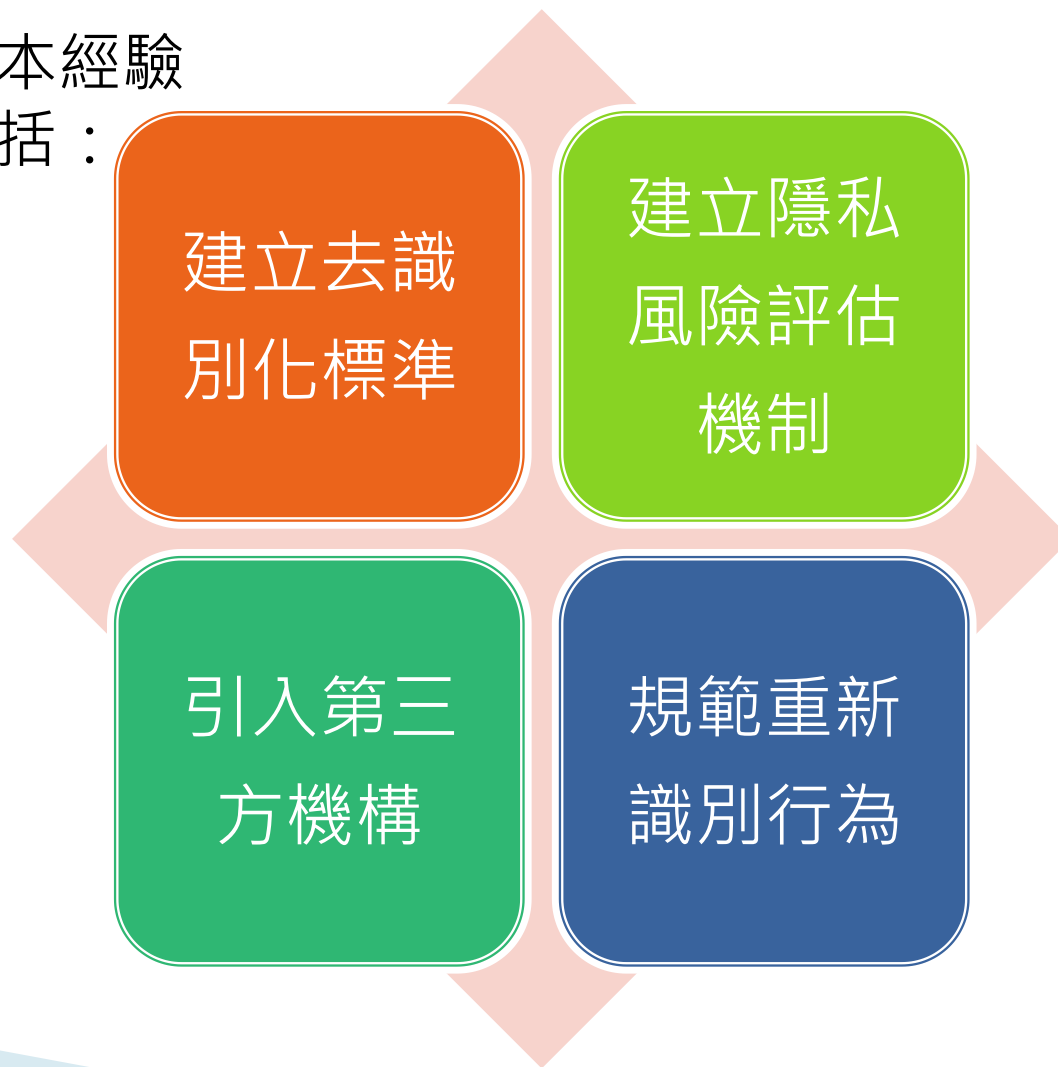 本經驗
括：
建立去識
別化標準
建立隱私
風險評估
機制
引入第三
方機構
規範重新
識別行為